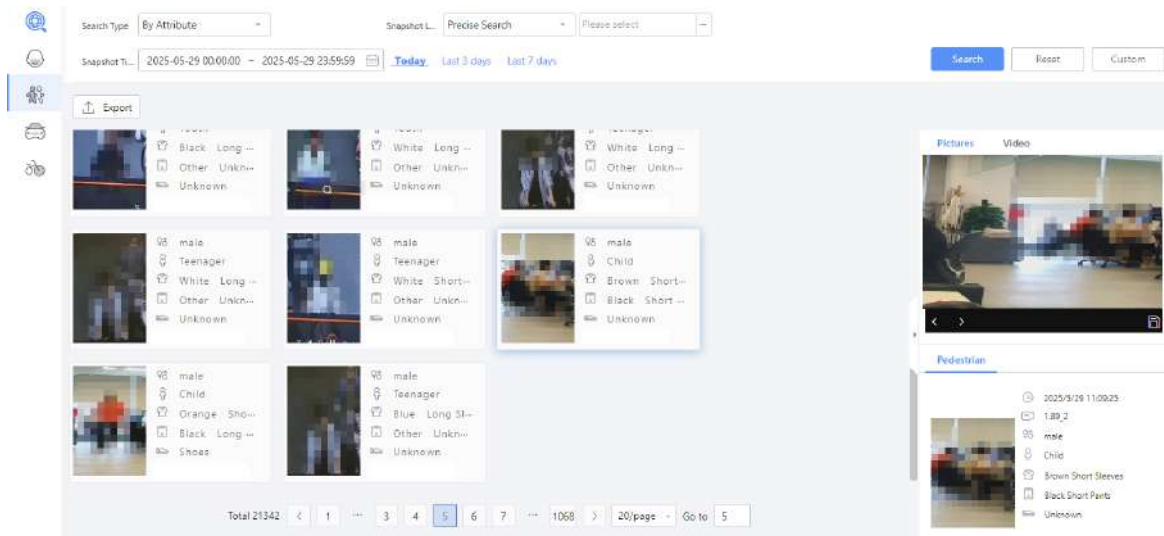 Search Type By Attribute Snapshot L... Precise Search Please select
Snapshot Ti... 2025-05-29 00:00:00 ~ 2025-05-29 23:59:59 Today Last 3 days Last 7 days Search Reset Custom
Export
Black Long ...
Other Unkn...
Unknown
White Long ...
Other Unkn...
Unknown
Teenager
White Long ...
Other Unkn...
Unknown
male
Teenager
White Long ...
Other Unkn...
Unknown
male
Teenager
White Short...
Other Unkn...
Unknown
male
Child
Brown Short...
Black Short ...
Unknown
male
Child
Orange Sho...
Black Long ...
Shoes
male
Teenager
Blue Long Sl...
Other Unkn...
Unknown
Total 21342 < 1 ... 3 4 5 6 7 ... 1068 > 20/page Go to 5
Pictures Video
Pedestrian
2025/5/29 11:09:25
1.89_2
male
Child
Brown Short Sleeves
Black Short Pants
Unknown